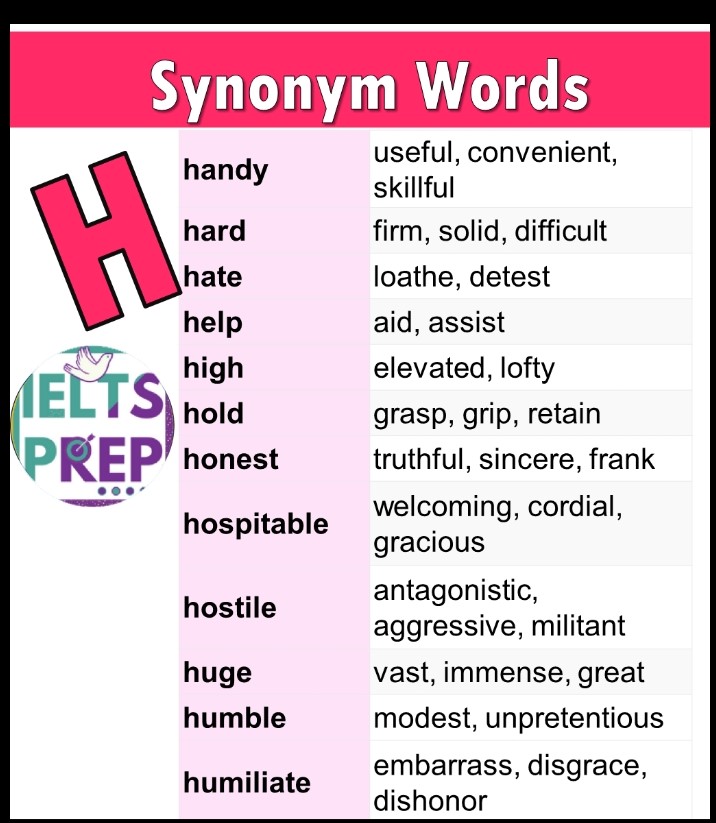 Synonym Words
H
IELTS
PREP
handy useful, convenient,
skillful
hard firm, solid, difficult
hate loathe, detest
help aid, assist
high elevated, lofty
hold grasp, grip, retain
honest truthful, sincere, frank
hospitable welcoming, cordial,
gracious
hostile antagonistic,
aggressive, militant
huge vast, immense, great
humble modest, unpretentious
humiliate embarrass, disgrace,
dishonor